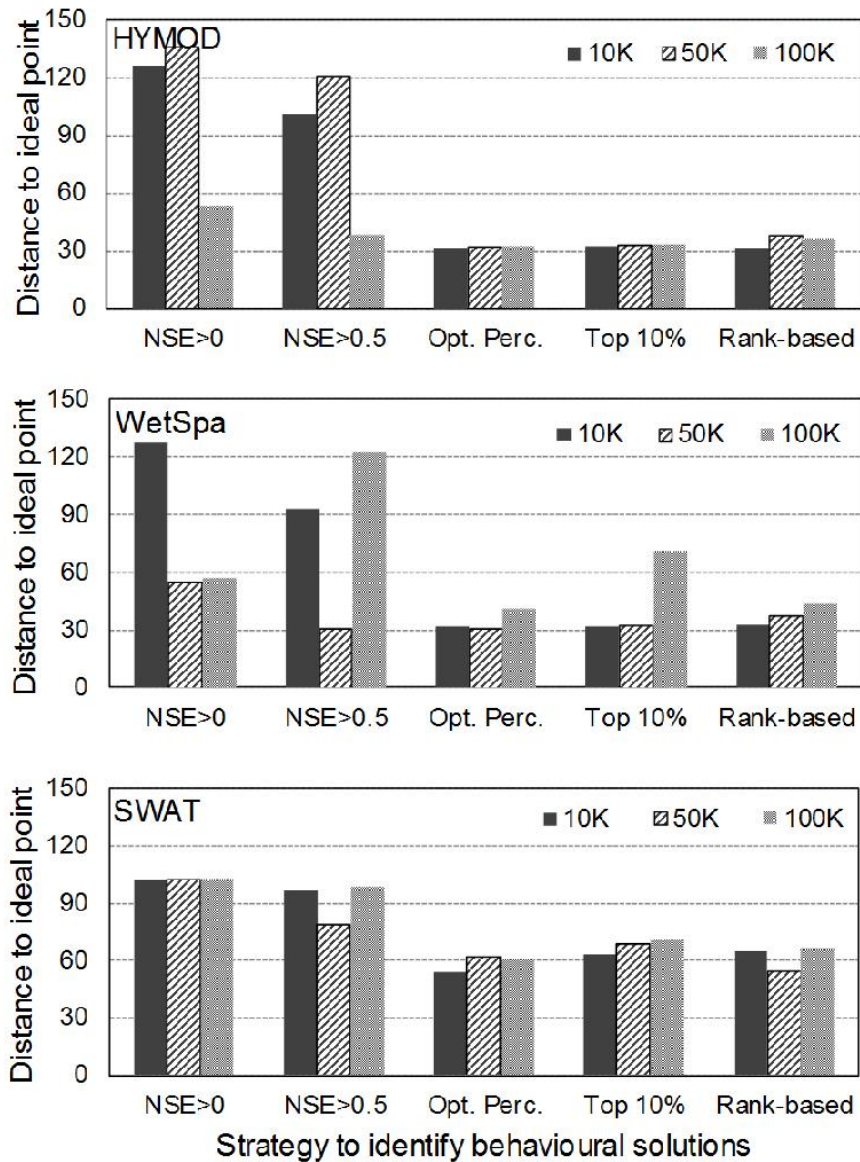 150
HYMOD
10K 50K 100K
120
90
60
30
0
Distance to ideal point
NSE>0 NSE>0.5 Opt. Perc. Top 10% Rank-based
150
WetSpa
10K 50K 100K
120
90
60
30
0
Distance to ideal point
NSE>0 NSE>0.5 Opt. Perc. Top 10% Rank-based
150
SWAT
10K 50K 100K
120
90
60
30
0
Distance to ideal point
NSE>0 NSE>0.5 Opt. Perc. Top 10% Rank-based
Strategy to identify behavioural solutions